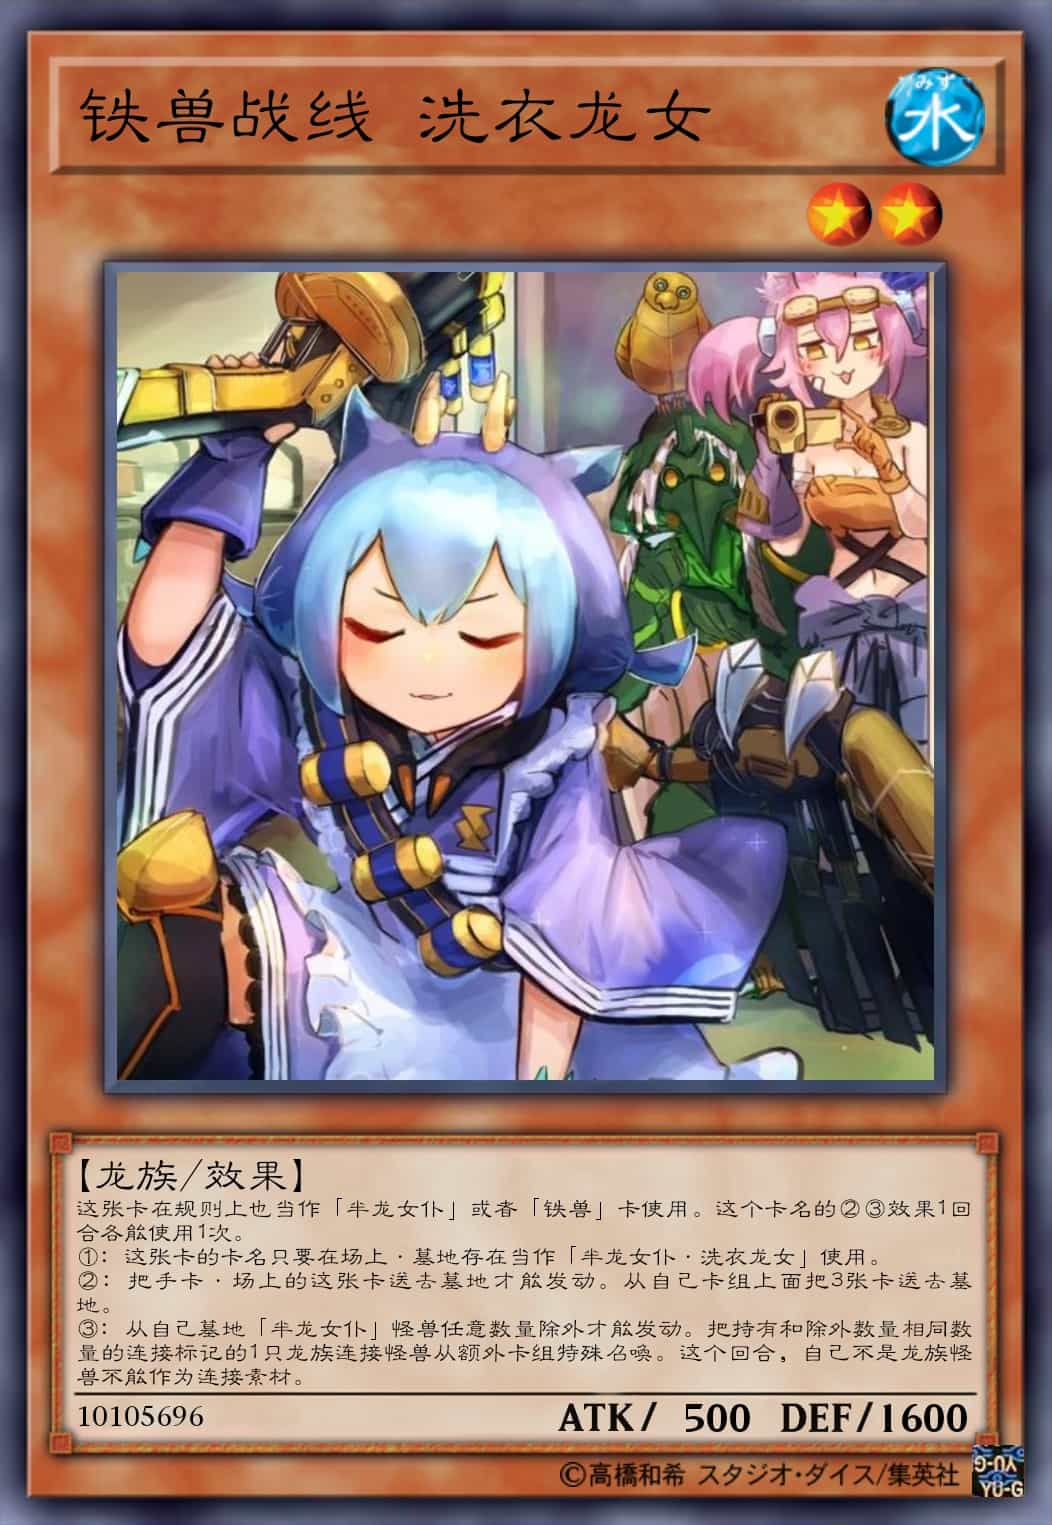 铁兽战线 洗衣龙女
みず
水
【龙族/效果】
这张卡在规则上也当作「半龙女仆」或者「铁兽」卡使用。这个卡名的②③效果1回
合各能使用1次。
①：这张卡的卡名只要在场上·墓地存在当作「半龙女仆·洗衣龙女」使用。
②：把手卡·场上的这张卡送去墓地才能发动。从自己卡组上面把3张卡送去墓
地。
③：从自己墓地「半龙女仆」怪兽任意数量除外才能发动。把持有和除外数量相同数
量的连接标记的1只龙族连接怪兽从额外卡组特殊召唤。这个回合，自己不是龙族怪
兽不能作为连接素材。
10105696
ATK/ 500 DEF/1600
©高橋和希 スタジオ·ダイス/集英社
YU-G
YU-G